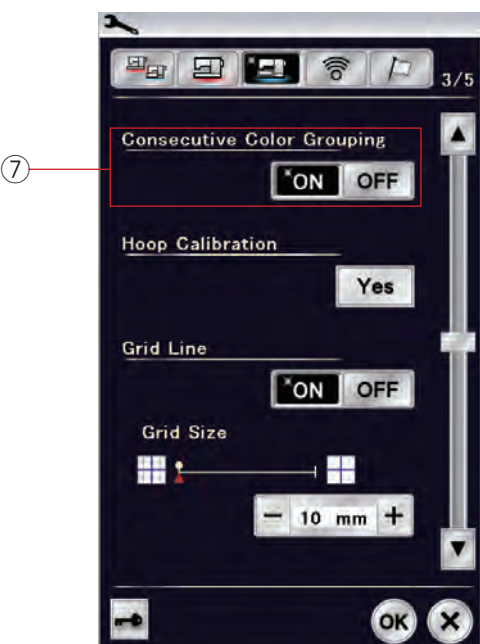 3/5
⑦
Consecutive Color Grouping
ON OFF
Hoop Calibration
Yes
Grid Line
ON OFF
Grid Size
− 10 mm +
OK X